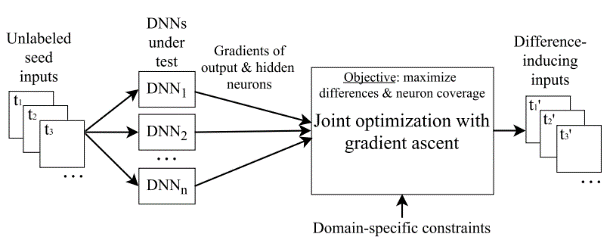 Unlabeled
seed
inputs
t1
t2
t3
...
DNNs
under
test
DNN1
DNN2
...
DNNn
Gradients of
output & hidden
neurons
Objective: maximize
differences & neuron coverage
Joint optimization with
gradient ascent
Domain-specific constraints
Difference-
inducing
inputs
t1'
t2'
t3'
...